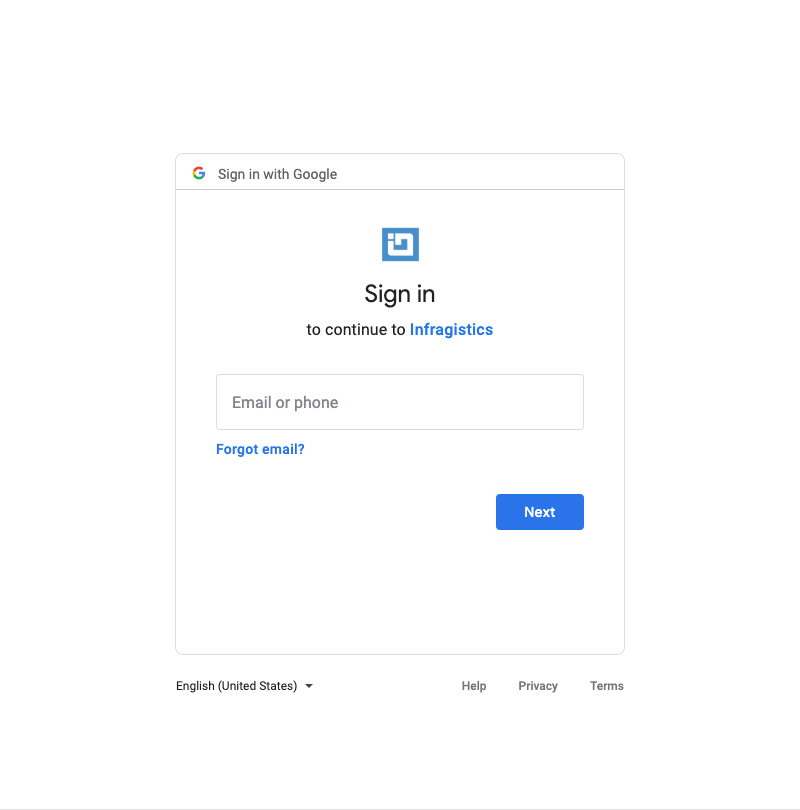 Sign in with Google
Sign in
to continue to Infragistics
Email or phone
Forgot email?
Next
English (United States)
Help Privacy Terms